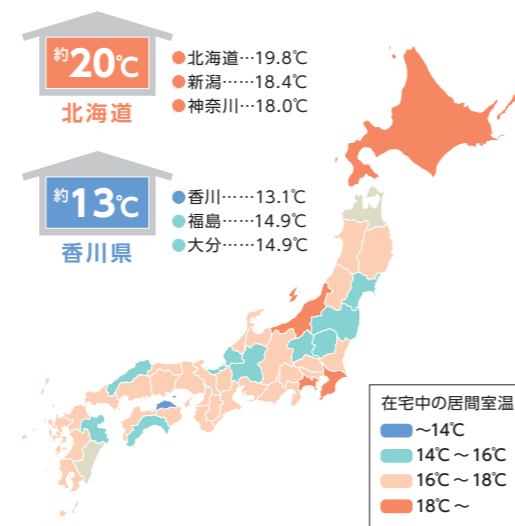 約20℃
北海道
●北海道…19.8℃
●新潟……18.4℃
●神奈川…18.0℃
約13℃
香川県
●香川……13.1℃
●福島……14.9℃
●大分……14.9℃
在宅中の居間室温
～14℃
14℃～16℃
16℃～18℃
18℃～